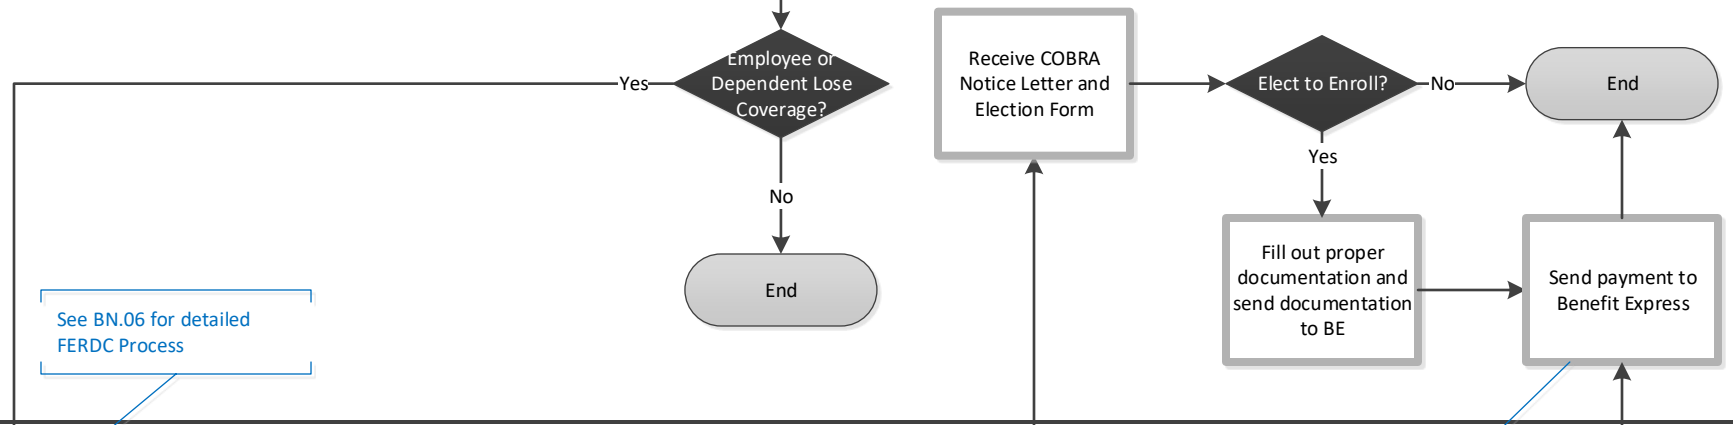 Employee or
Dependent Lose
Coverage?
Yes
No
End
See BN.06 for detailed
FERDC Process
Receive COBRA
Notice Letter and
Election Form
Elect to Enroll?
No
End
Yes
Fill out proper
documentation and
send documentation
to BE
Send payment to
Benefit Express